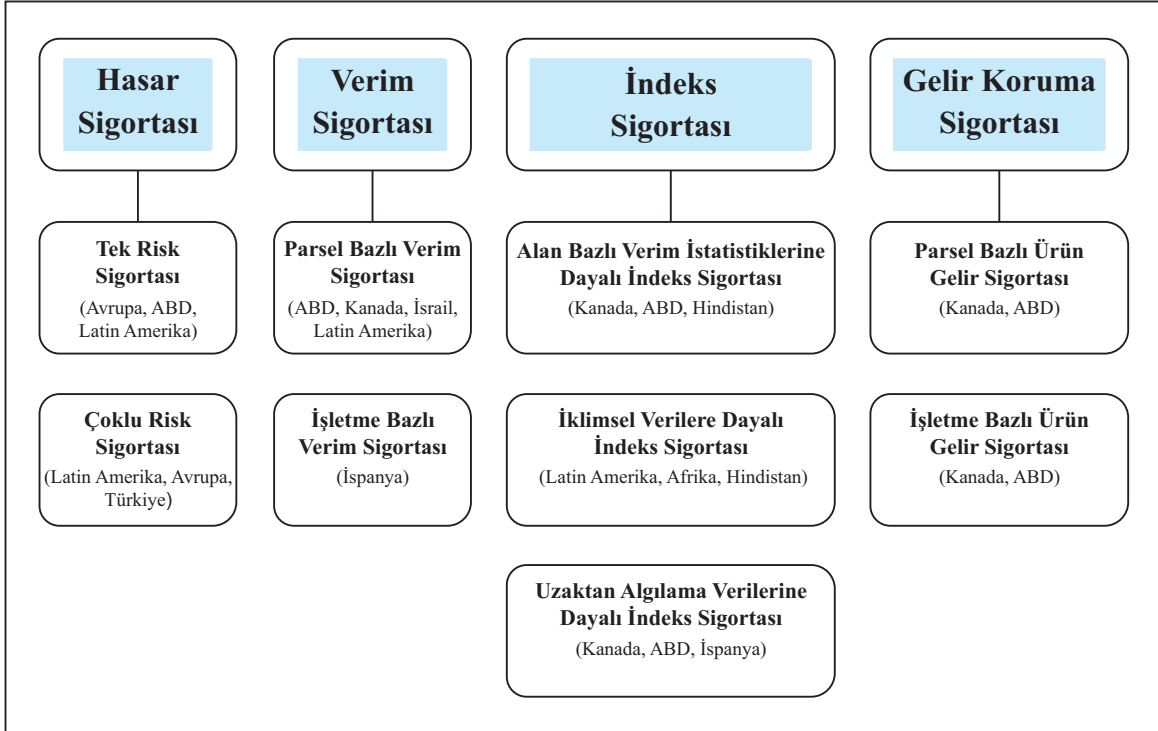 Hasar
Sigortası
Tek Risk
Sigortası
(Avrupa, ABD,
Latin Amerika)
Çoklu Risk
Sigortası
(Latin Amerika, Avrupa,
Türkiye)
Verim
Sigortası
Parsel Bazlı Verim
Sigortası
(ABD, Kanada, İsrail,
Latin Amerika)
İşletme Bazlı
Verim Sigortası
(İspanya)
İndeks
Sigortası
Alan Bazlı Verim İstatistiklerine
Dayalı İndeks Sigortası
(Kanada, ABD, Hindistan)
İklimsel Verilere Dayalı
İndeks Sigortası
(Latin Amerika, Afrika, Hindistan)
Uzaktan Algılama Verilerine
Dayalı İndeks Sigortası
(Kanada, ABD, İspanya)
Gelir Koruma
Sigortası
Parsel Bazlı Ürün
Gelir Sigortası
(Kanada, ABD)
İşletme Bazlı Ürün
Gelir Sigortası
(Kanada, ABD)